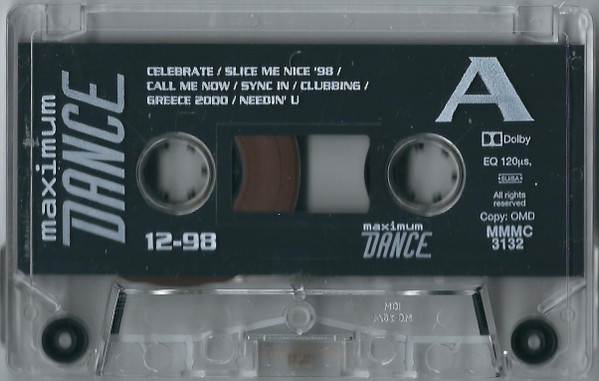 maximum
DANCE
CELEBRATE / SLICE ME NICE '98 /
CALL ME NOW / SYNC IN / CLUBBING /
GREECE 2000 / NEEDIN' U
A
Dolby
EQ 120µs,
All rights
reserved
Copy: OMD
MMMC
3132
12-98
maximum
DANCE